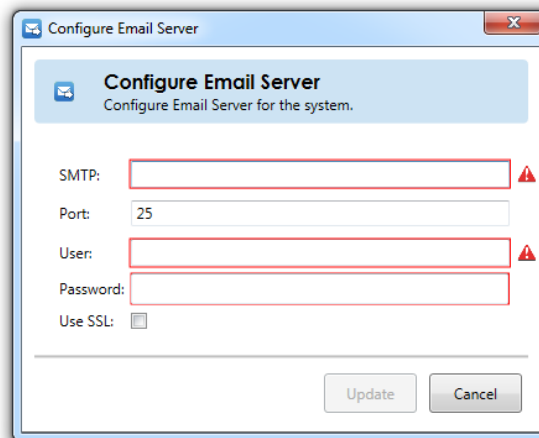 Configure Email Server
Configure Email Server
Configure Email Server for the system.
SMTP:
Port: 25
User:
Password:
Use SSL:
Update Cancel